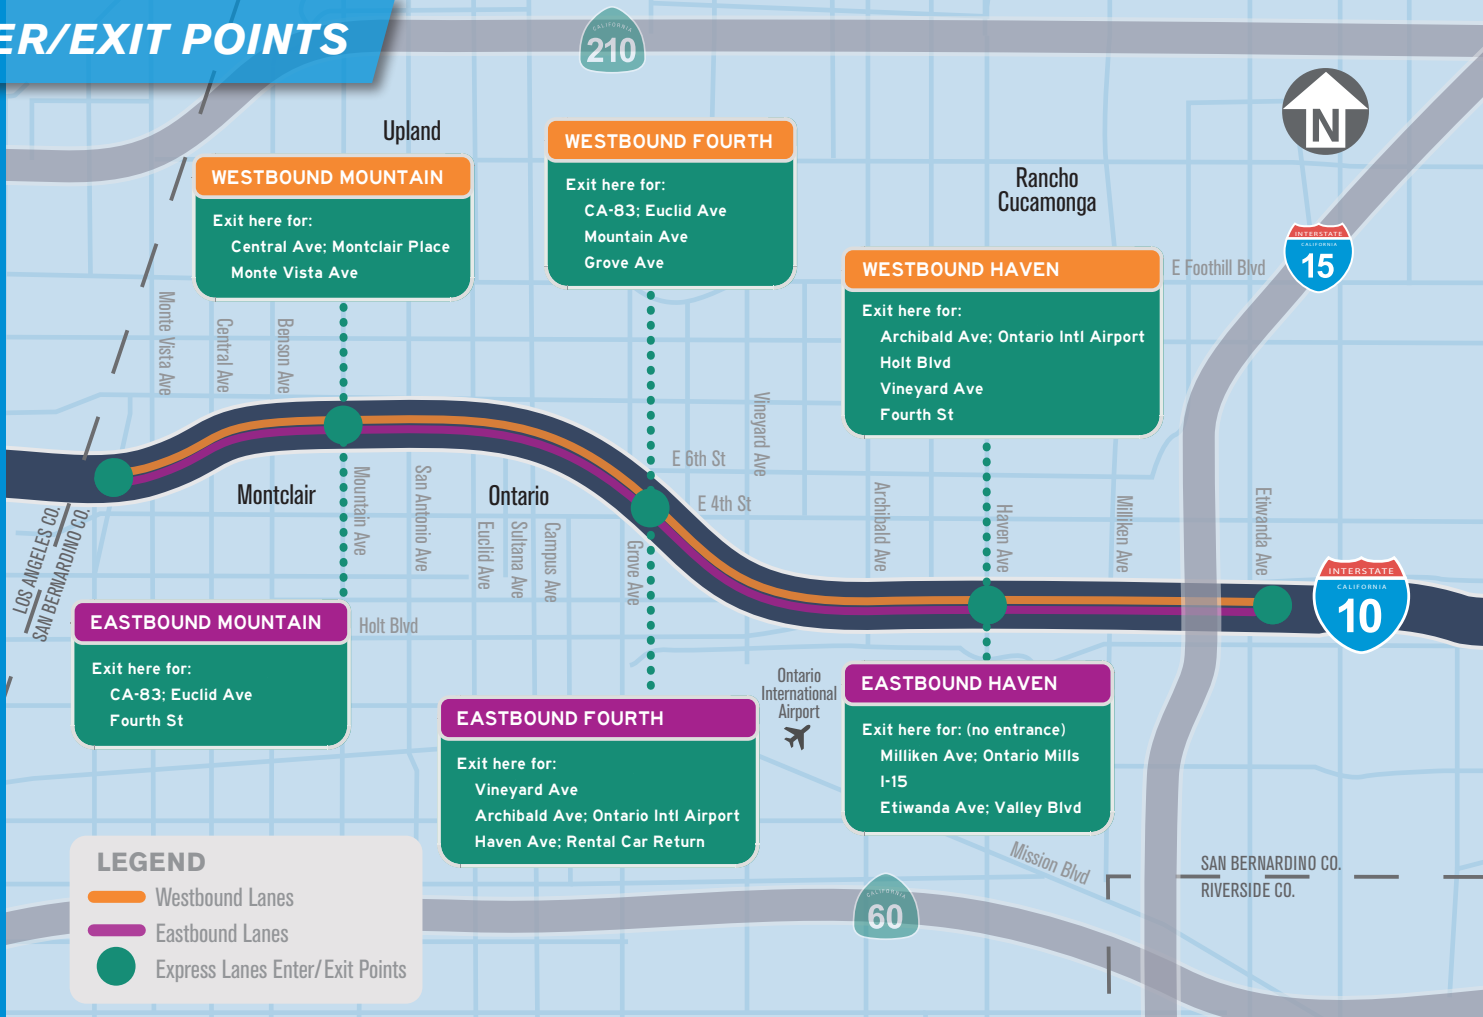 ER/EXIT POINTS
CALIFORNIA
210
N
Upland
WESTBOUND MOUNTAIN
Exit here for:
Central Ave; Montclair Place
Monte Vista Ave
WESTBOUND FOURTH
Exit here for:
CA-83; Euclid Ave
Mountain Ave
Grove Ave
Rancho
Cucamonga
WESTBOUND HAVEN
Exit here for:
Archibald Ave; Ontario Intl Airport
Holt Blvd
Vineyard Ave
Fourth St
E Foothill Blvd
INTERSTATE
CALIFORNIA
15
Monte Vista Ave
Central Ave
Benson Ave
Vineyard Ave
E 6th St
E 4th St
Montclair
Mountain Ave
San Antonio Ave
Ontario
Euclid Ave
Sultana Ave
Campus Ave
Grove Ave
Archibald Ave
Haven Ave
Milliken Ave
Etiwanda Ave
LOS ANGELES CO.
SAN BERNARDINO CO.
INTERSTATE
CALIFORNIA
10
EASTBOUND MOUNTAIN
Exit here for:
CA-83; Euclid Ave
Fourth St
Holt Blvd
EASTBOUND FOURTH
Exit here for:
Vineyard Ave
Archibald Ave; Ontario Intl Airport
Haven Ave; Rental Car Return
Ontario
International
Airport
EASTBOUND HAVEN
Exit here for: (no entrance)
Milliken Ave; Ontario Mills
I-15
Etiwanda Ave; Valley Blvd
Mission Blvd
SAN BERNARDINO CO.
RIVERSIDE CO.
CALIFORNIA
60
LEGEND
Westbound Lanes
Eastbound Lanes
Express Lanes Enter/Exit Points